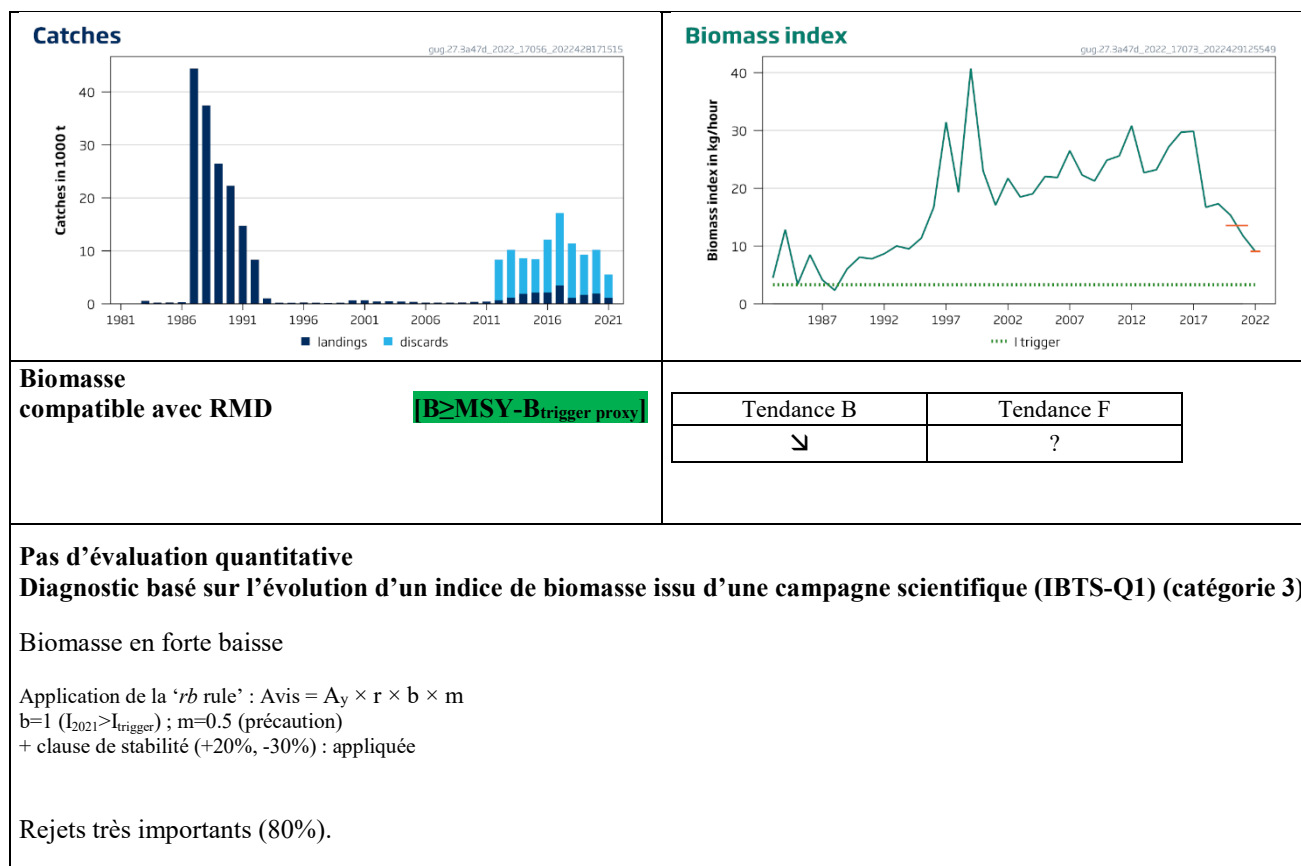 Catches
gug.27.3a47d_2022_17056_2022428171515
Catches in 1000 t
40
30
20
10
0
1981 1986 1991 1996 2001 2006 2011 2016 2021
landings discards
Biomass index
gug.27.3a47d_2022_17073_2022429125549
Biomass index in kg/hour
40
30
20
10
0
1987 1992 1997 2002 2007 2012 2017 2022
I trigger
Biomasse
compatible avec RMD [B≥MSY-Btrigger proxy]
Tendance B Tendance F
↘ ?
Pas d’évaluation quantitative
Diagnostic basé sur l’évolution d’un indice de biomasse issu d’une campagne scientifique (IBTS-Q1) (catégorie 3)
Biomasse en forte baisse
Application de la ‘rb rule’ : Avis = Ay × r × b × m
b=1 (I2021>Itrigger) ; m=0.5 (précaution)
+ clause de stabilité (+20%, -30%) : appliquée
Rejets très importants (80%).